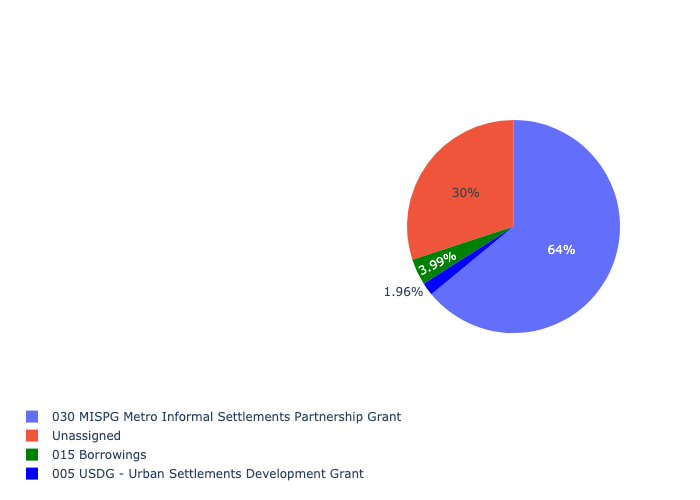 30%
64%
3.99%
1.96%
030 MISPG Metro Informal Settlements Partnership Grant
Unassigned
015 Borrowings
005 USDG - Urban Settlements Development Grant